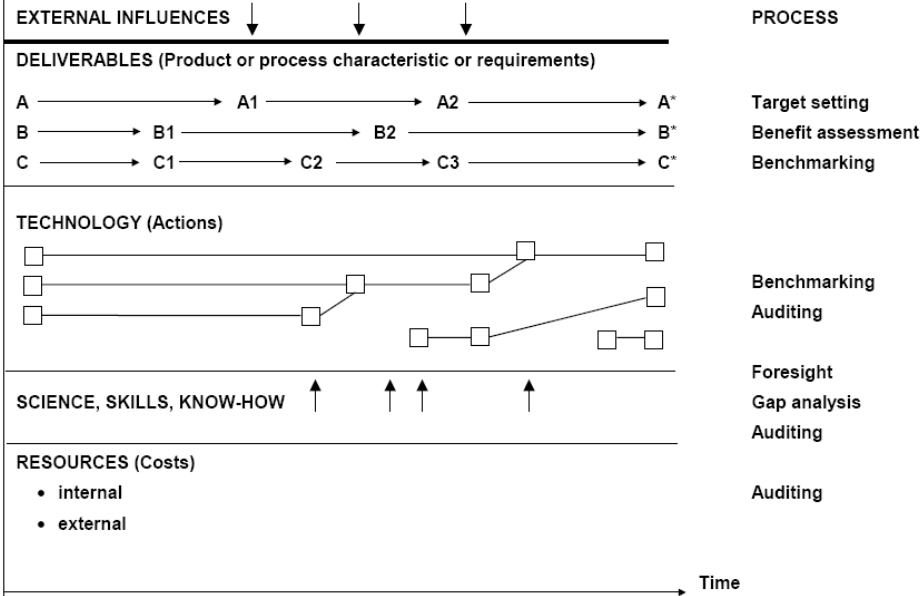 EXTERNAL INFLUENCES PROCESS
DELIVERABLES (Product or process characteristic or requirements)
A A1 A2 A* Target setting
B B1 B2 B* Benefit assessment
C C1 C2 C3 C* Benchmarking
TECHNOLOGY (Actions)
Benchmarking
Auditing
Foresight
SCIENCE, SKILLS, KNOW-HOW Gap analysis
Auditing
RESOURCES (Costs)
• internal Auditing
• external
Time